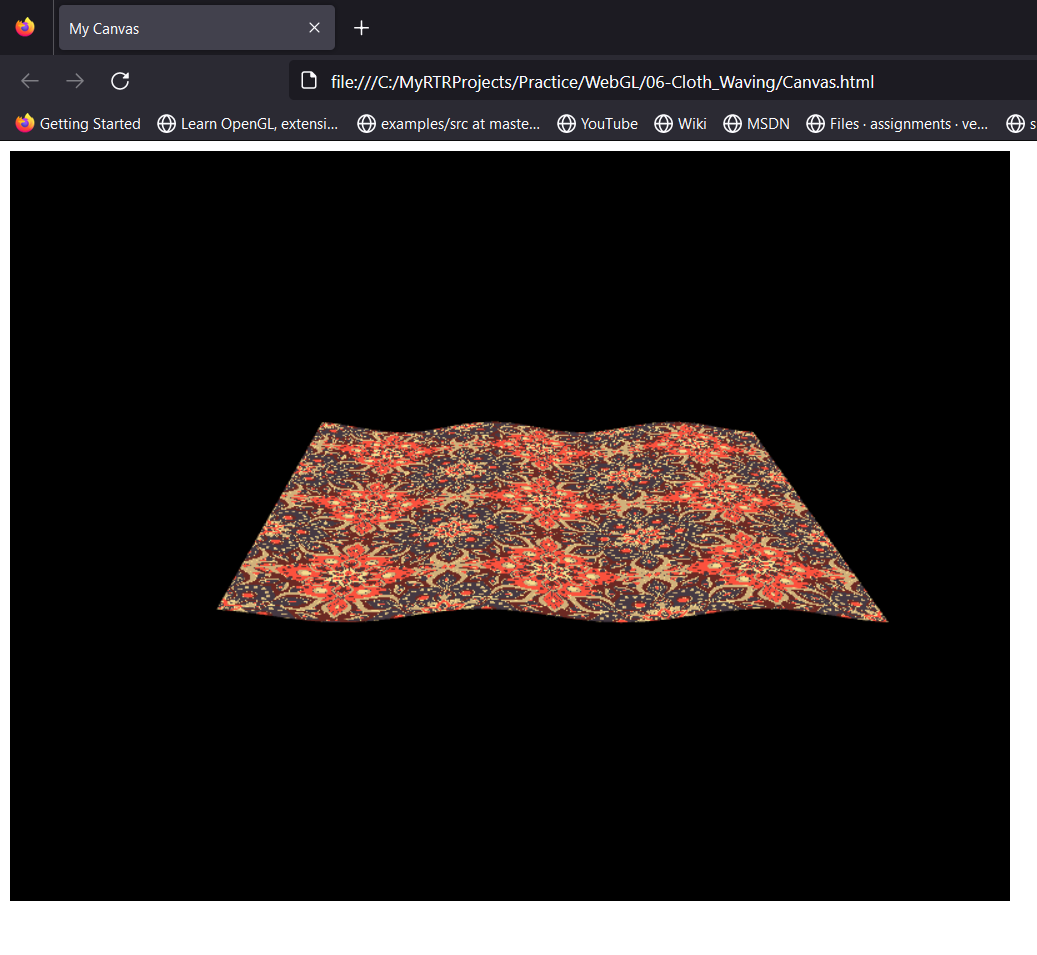 My Canvas
file:///C:/MyRTRProjects/Practice/WebGL/06-Cloth_Waving/Canvas.html
Getting Started Learn OpenGL, extensi... examples/src at maste... YouTube Wiki MSDN Files · assignments · ve... s